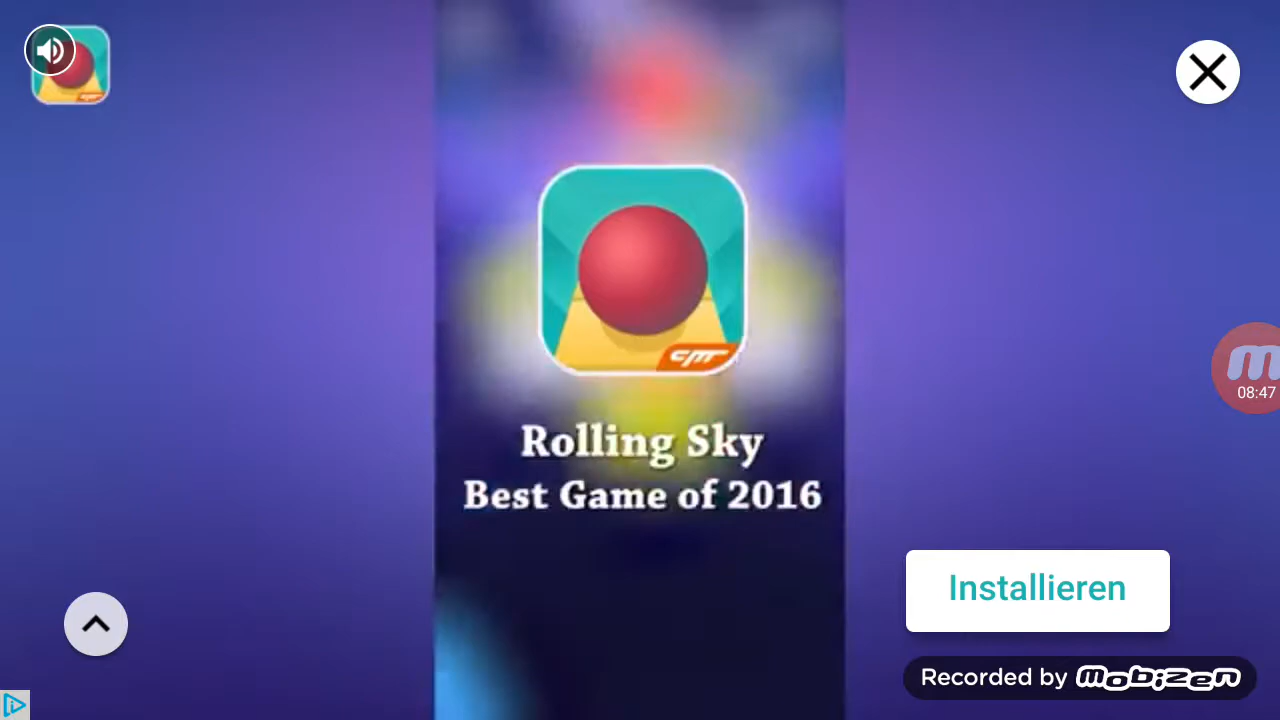 Rolling Sky
Best Game of 2016
08:47
Installieren
Recorded by mobizen